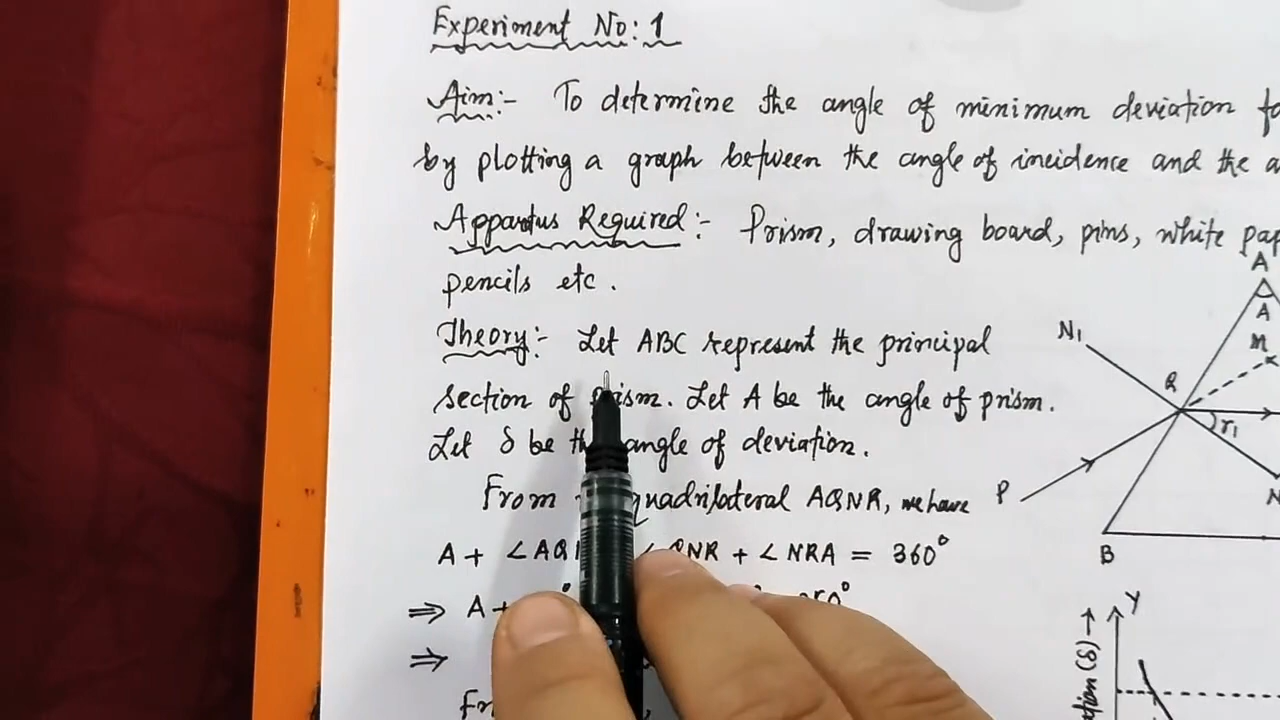 Experiment No: 1
Aim:- To determine the angle of minimum deviation
by plotting a graph between the angle of incidence and the
Apparatus Required:- Prism, drawing board, pins, white
pencils etc.
Theory:- Let ABC represent the principal
section of prism. Let A be the angle of prism.
Let δ be angle of deviation.
From quadrilateral AQNR, we have
A + ∠ + ∠NRA = 360°
⇒ A +
⇒
A
A
M
N1
Q
r1
P
B
Y
(δ) →